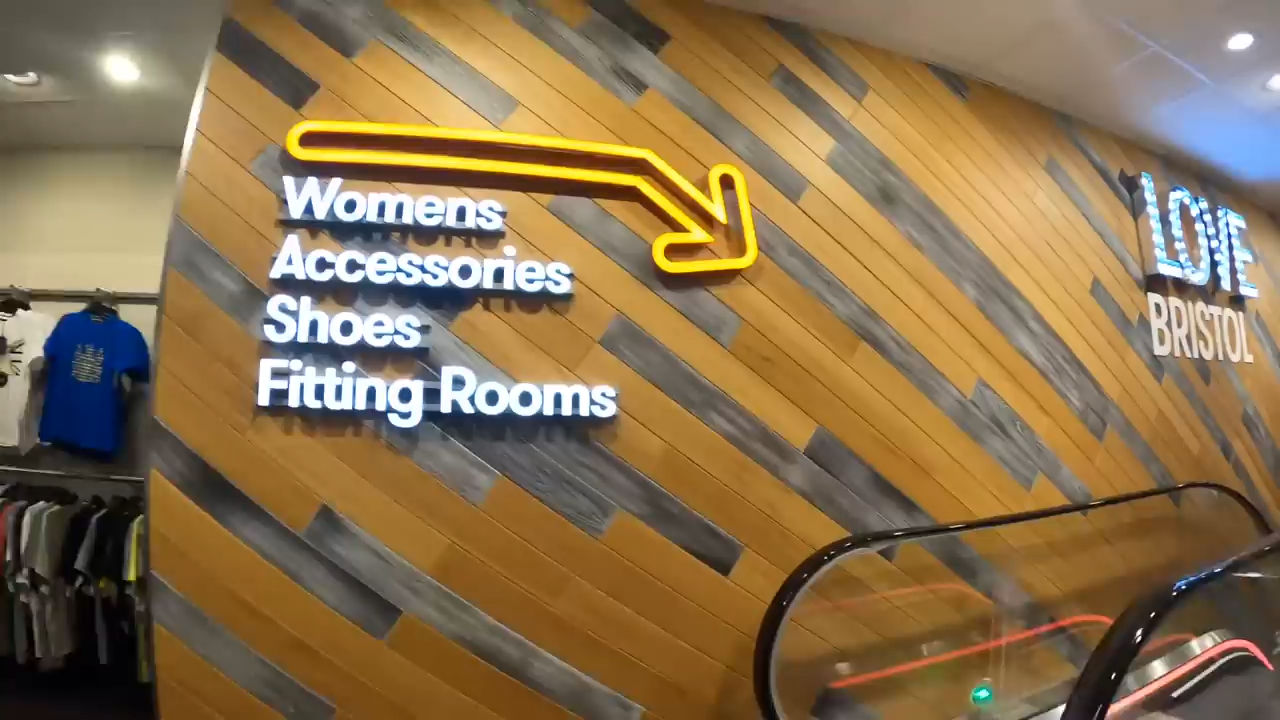 Womens
Accessories
Shoes
Fitting Rooms
LOVE
BRISTOL